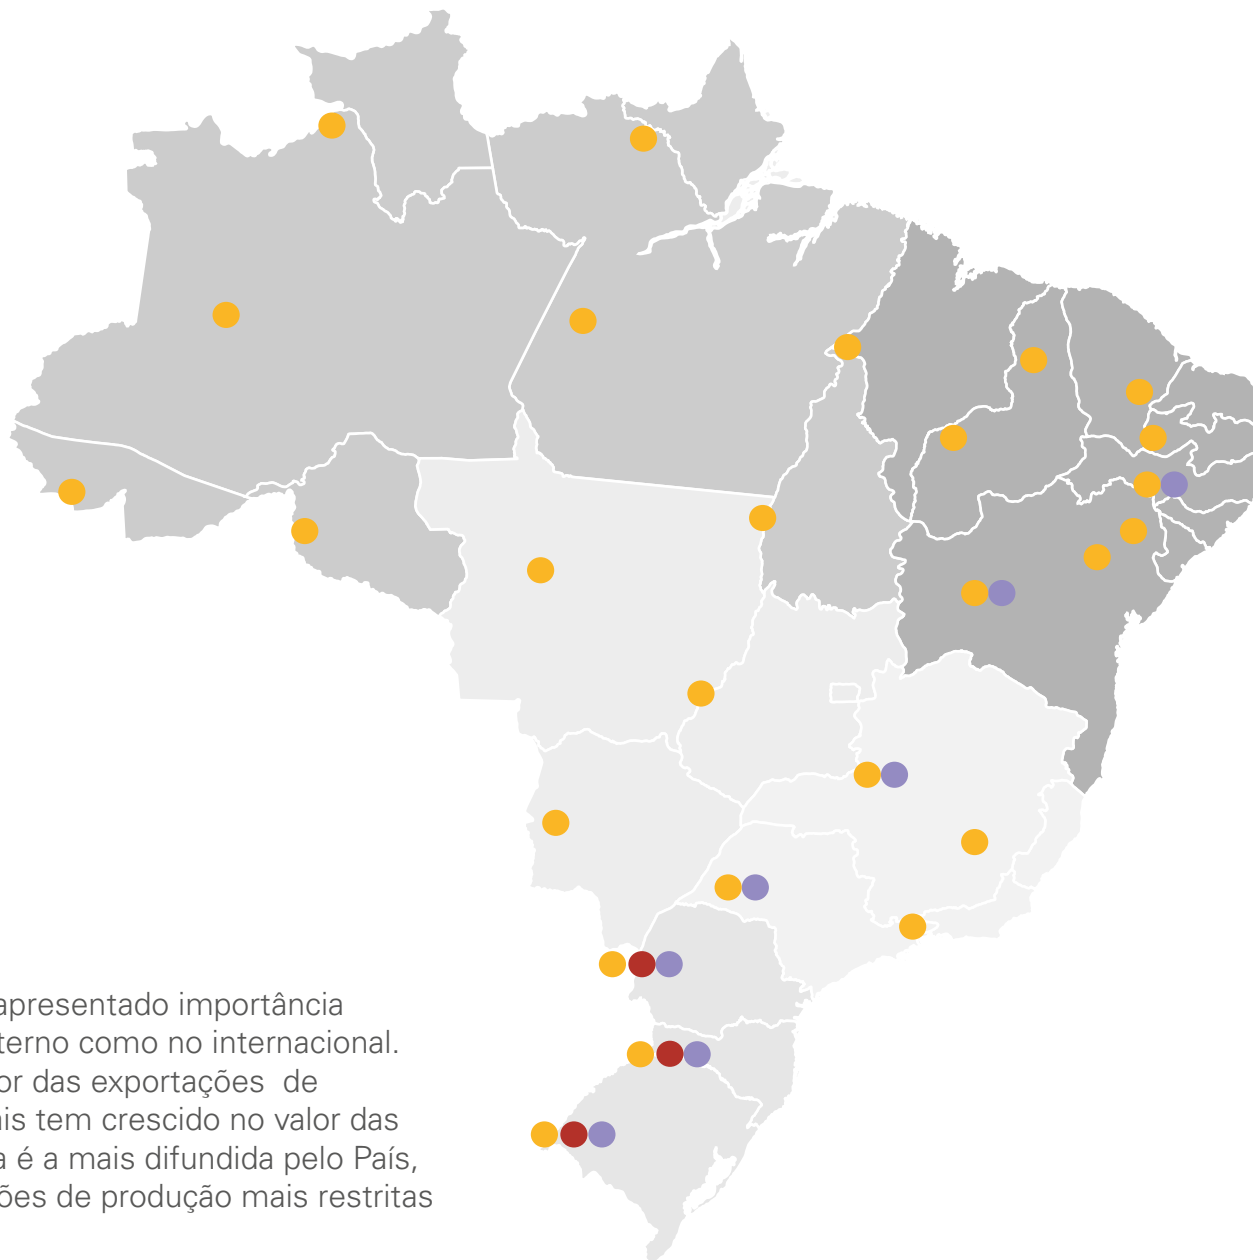 apresentado importância
terno como no internacional.
or das exportações de
is tem crescido no valor das
a é a mais difundida pelo País,
ões de produção mais restritas